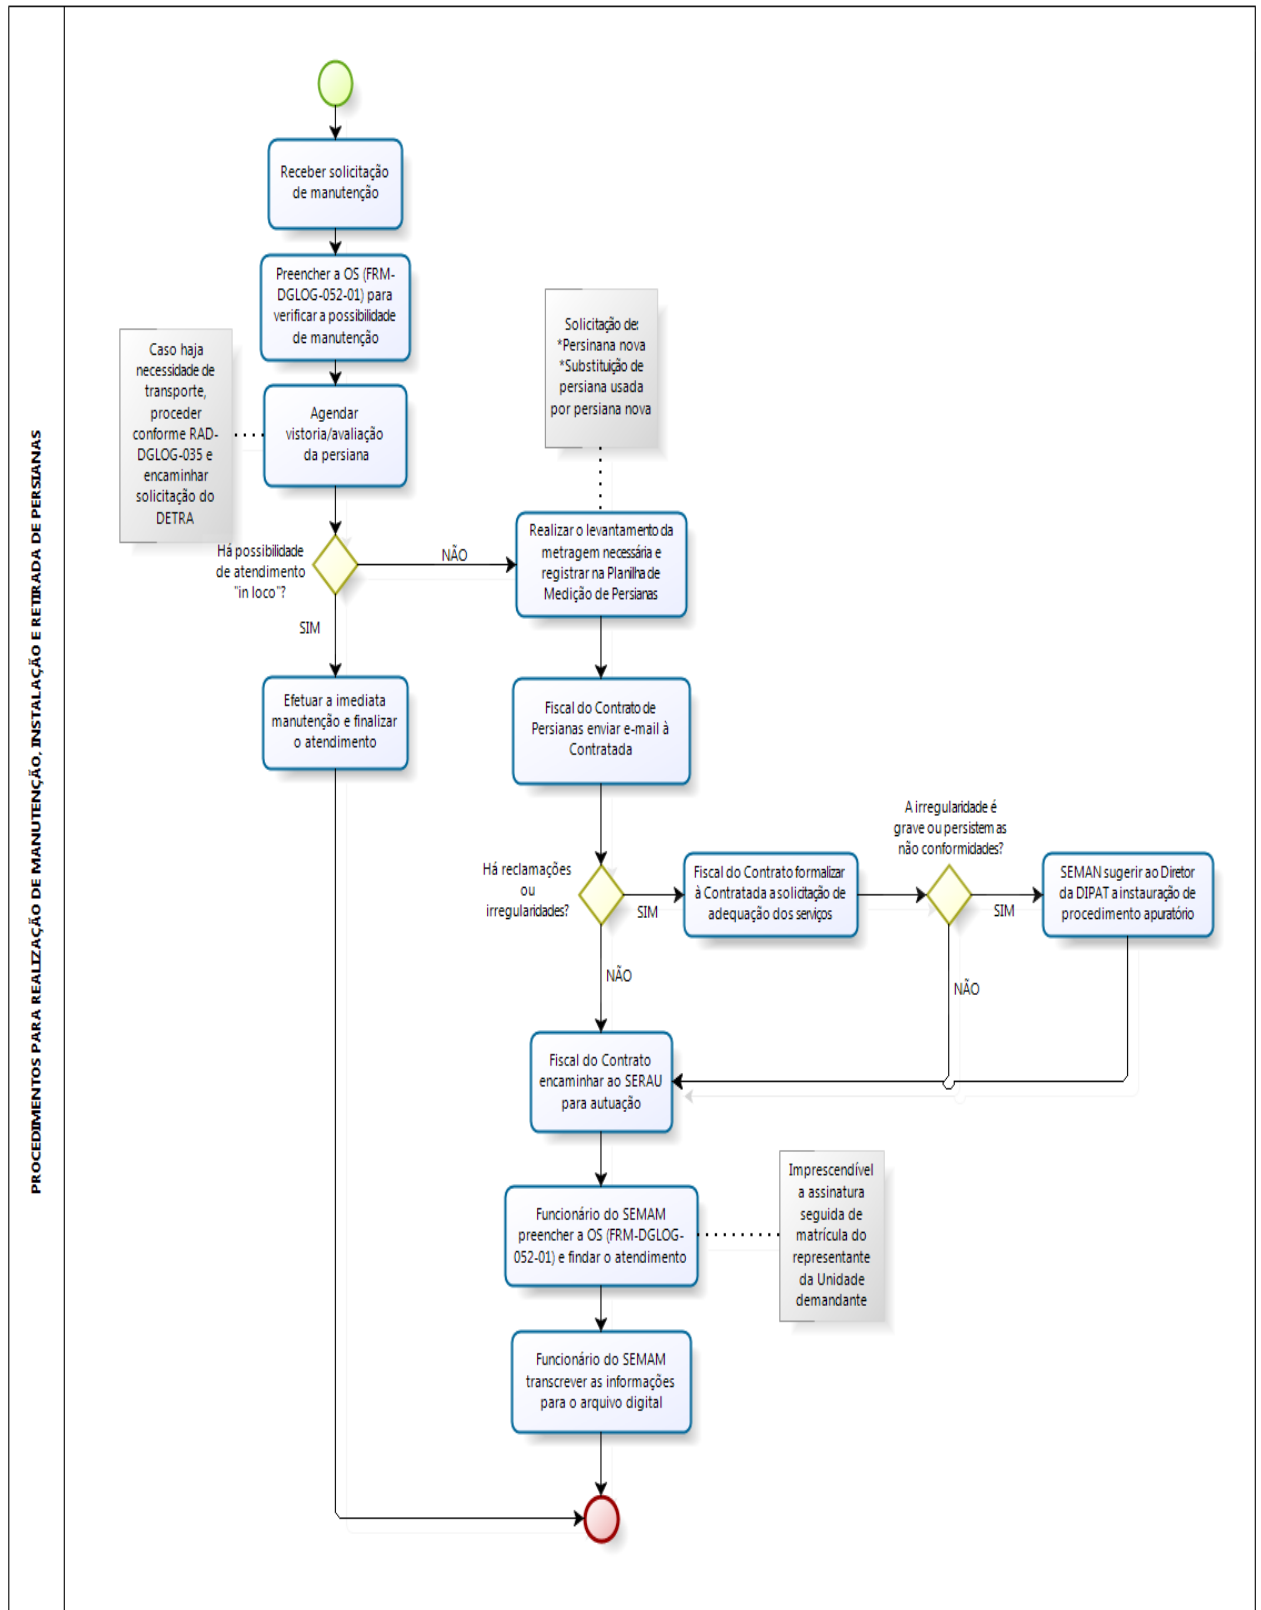 PROCEDIMENTOS PARA REALIZAÇÃO DE MANUTENÇÃO, INSTALAÇÃO E RETIRADA DE PERSIANAS
Receber solicitação
de manutenção
Preencher a OS (FRM-
DGLOG-052-01) para
verificar a possibilidade
de manutenção
Caso haja
necessidade de
transporte,
proceder
conforme RAD-
DGLOG-035 e
encaminhar
solicitação do
DETRA
Agendar
vistoria/avaliação
da persiana
Solicitação de:
*Persinana nova
*Substituição de
persiana usada
por persiana nova
Há possibilidade
de atendimento
"in loco"?
NÃO
SIM
Realizar o levantamento da
metragem necessária e
registrar na Planilha de
Medição de Persianas
Efetuar a imediata
manutenção e finalizar
o atendimento
Fiscal do Contrato de
Persianas enviar e-mail à
Contratada
Há reclamações
ou
irregularidades?
SIM
NÃO
Fiscal do Contrato formalizar
à Contratada a solicitação de
adequação dos serviços
A irregularidade é
grave ou persistem as
não conformidades?
SIM
NÃO
SEMAN sugerir ao Diretor
da DIPAT a instauração de
procedimento apuratório
Fiscal do Contrato
encaminhar ao SERAU
para autuação
Funcionário do SEMAM
preencher a OS (FRM-DGLOG-
052-01) e findar o atendimento
Imprescendível
a assinatura
seguida de
matrícula do
representante
da Unidade
demandante
Funcionário do SEMAM
transcrever as informações
para o arquivo digital